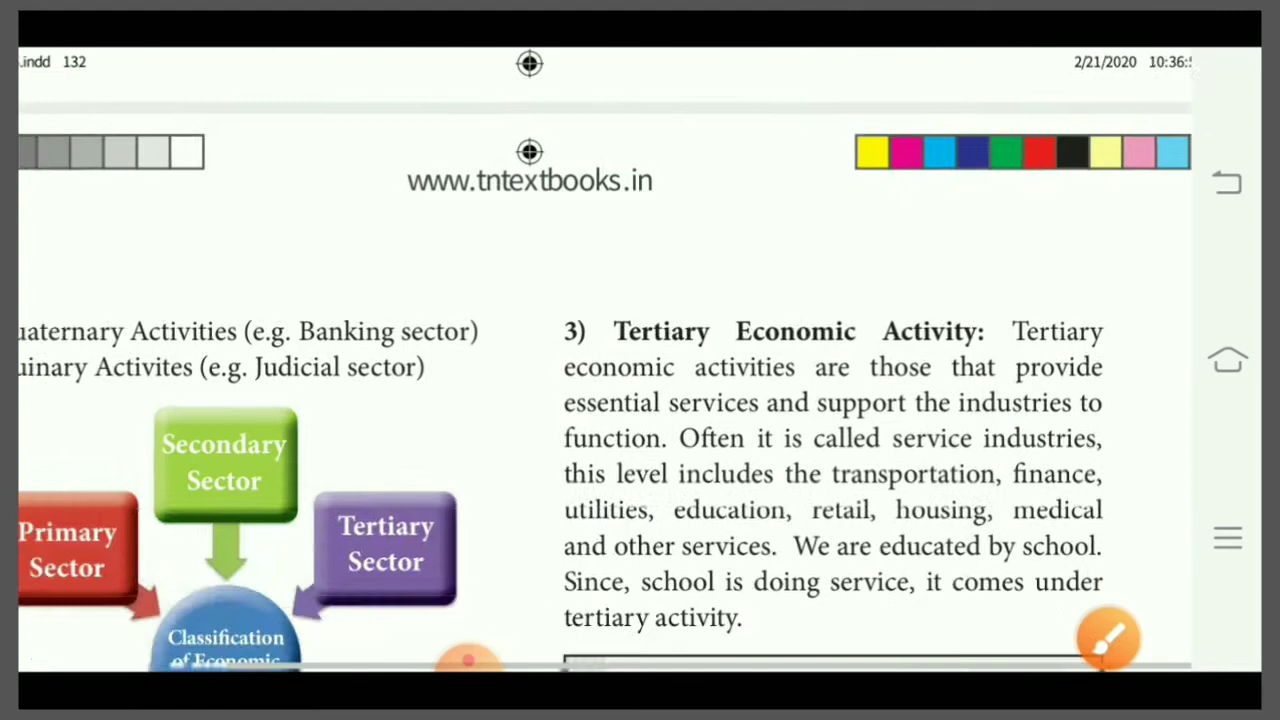 .indd 132
2/21/2020 10:36:
www.tntextbooks.in
Activities (e.g. Banking sector)
Activites (e.g. Judicial sector)
Secondary
Sector
Primary
Sector
Tertiary
Sector
Classification
of Economic
3) Tertiary Economic Activity: Tertiary
economic activities are those that provide
essential services and support the industries to
function. Often it is called service industries,
this level includes the transportation, finance,
utilities, education, retail, housing, medical
and other services. We are educated by school.
Since, school is doing service, it comes under
tertiary activity.